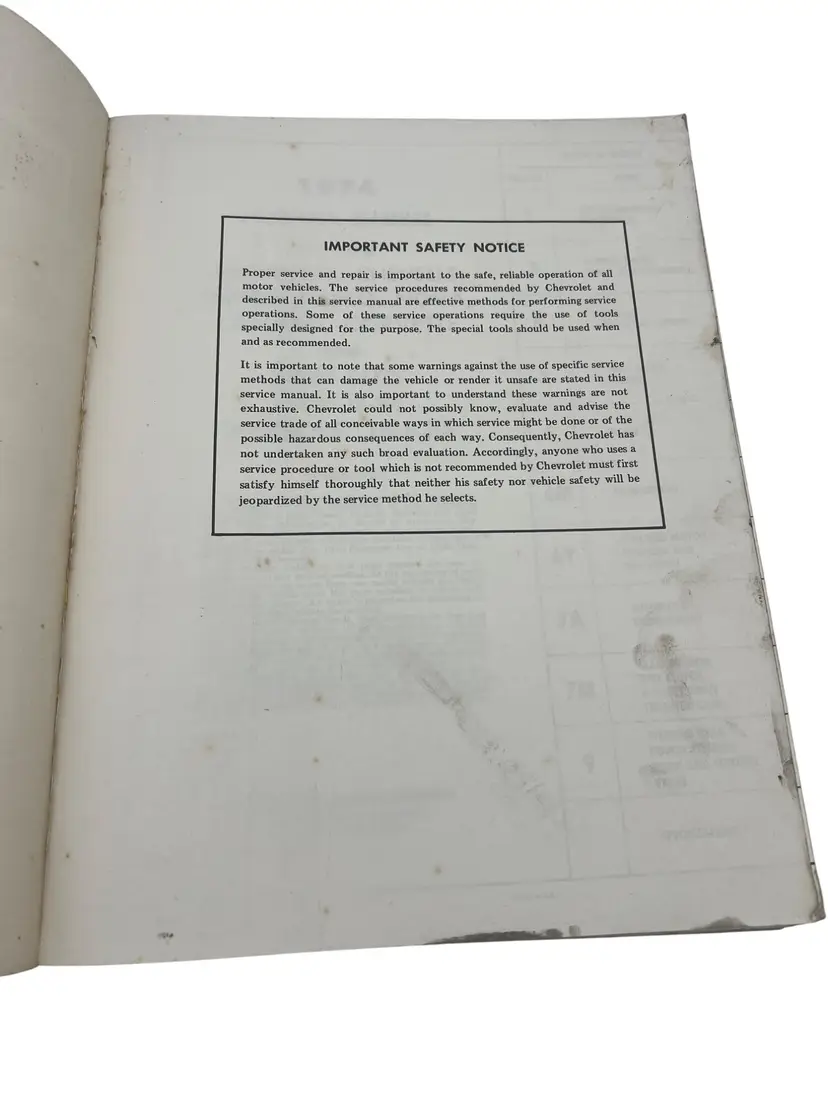 IMPORTANT SAFETY NOTICE
Proper service and repair is important to the safe, reliable operation of all
motor vehicles. The service procedures recommended by Chevrolet and
described in this service manual are effective methods for performing service
operations. Some of these service operations require the use of tools
specially designed for the purpose. The special tools should be used when
and as recommended.
It is important to note that some warnings against the use of specific service
methods that can damage the vehicle or render it unsafe are stated in this
service manual. It is also important to understand these warnings are not
exhaustive. Chevrolet could not possibly know, evaluate and advise the
service trade of all conceivable ways in which service might be done or of the
possible hazardous consequences of each way. Consequently, Chevrolet has
not undertaken any such broad evaluation. Accordingly, anyone who uses a
service procedure or tool which is not recommended by Chevrolet must first
satisfy himself thoroughly that neither his safety nor vehicle safety will be
jeopardized by the service method he selects.